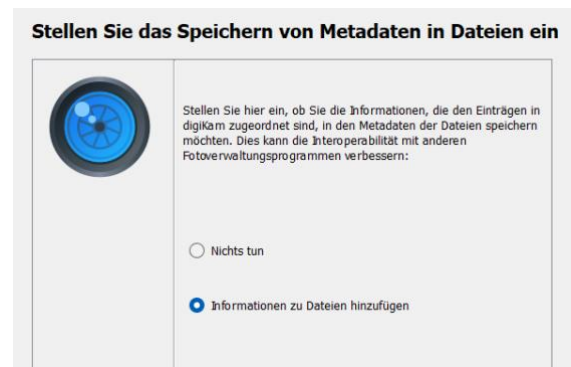 Stellen Sie das Speichern von Metadaten in Dateien ein
Stellen Sie hier ein, ob Sie die Informationen, die den Einträgen in
digiKam zugeordnet sind, in den Metadaten der Dateien speichern
möchten. Dies kann die Interoperabilität mit anderen
Fotoverwaltungsprogrammen verbessern:
Nichts tun
Informationen zu Dateien hinzufügen